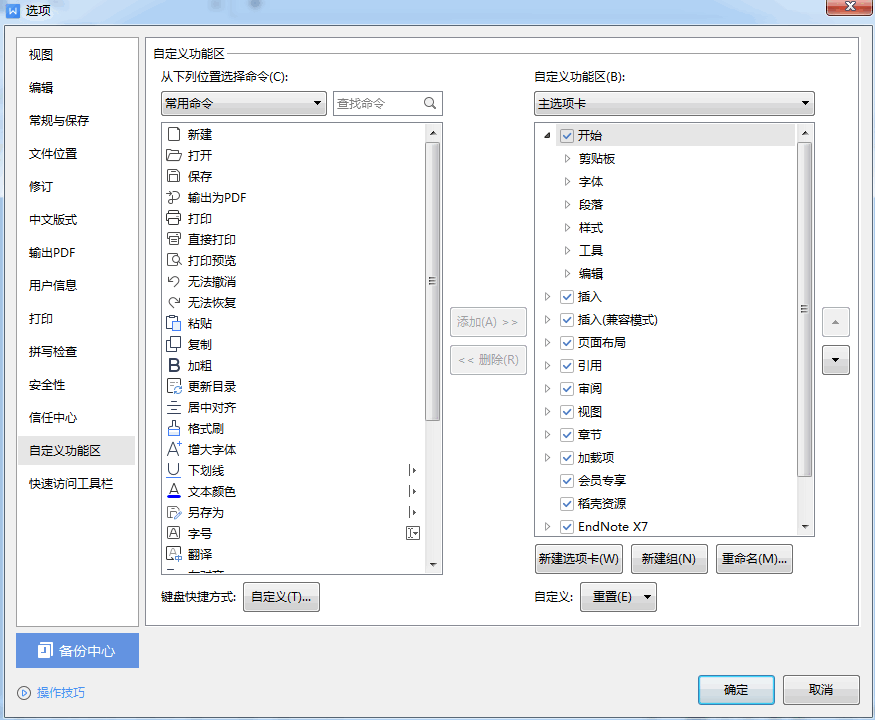 选项
视图
编辑
常规与保存
文件位置
修订
中文版式
输出PDF
用户信息
打印
拼写检查
安全性
信任中心
自定义功能区
快速访问工具栏
备份中心
操作技巧
自定义功能区
从下列位置选择命令(C):
常用命令
查找命令
新建
打开
保存
输出为PDF
打印
直接打印
打印预览
无法撤消
无法恢复
粘贴
复制
加粗
更新目录
居中对齐
格式刷
增大字体
下划线
文本颜色
另存为
字号
翻译
键盘快捷方式:
自定义(T)...
添加(A) >>
<< 删除(R)
自定义功能区(B):
主选项卡
开始
剪贴板
字体
段落
样式
工具
编辑
插入
插入(兼容模式)
页面布局
引用
审阅
视图
章节
加载项
会员专享
稻壳资源
EndNote X7
新建选项卡(W)
新建组(N)
重命名(M)...
自定义:
重置(E)
确定
取消